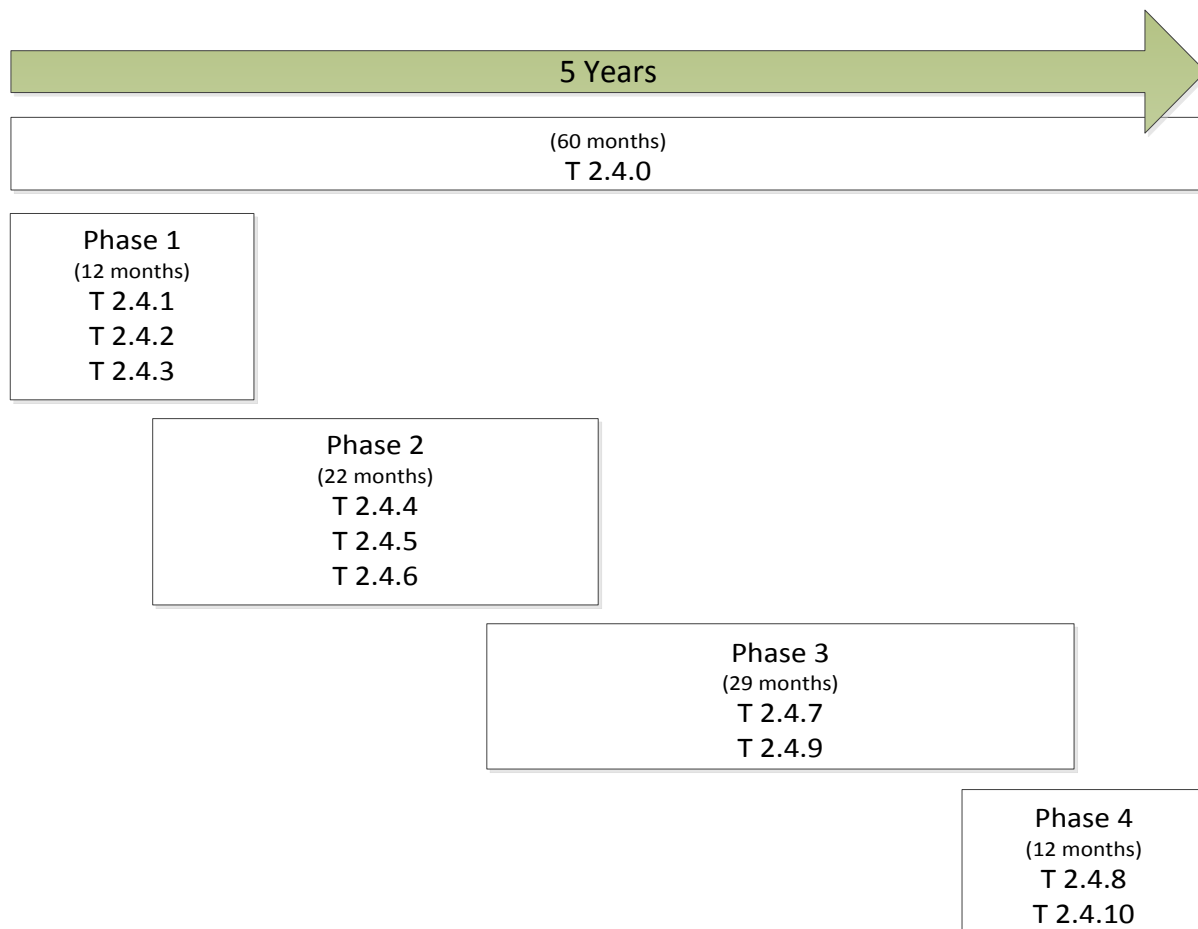 5 Years
(60 months)
T 2.4.0
Phase 1
(12 months)
T 2.4.1
T 2.4.2
T 2.4.3
Phase 2
(22 months)
T 2.4.4
T 2.4.5
T 2.4.6
Phase 3
(29 months)
T 2.4.7
T 2.4.9
Phase 4
(12 months)
T 2.4.8
T 2.4.10